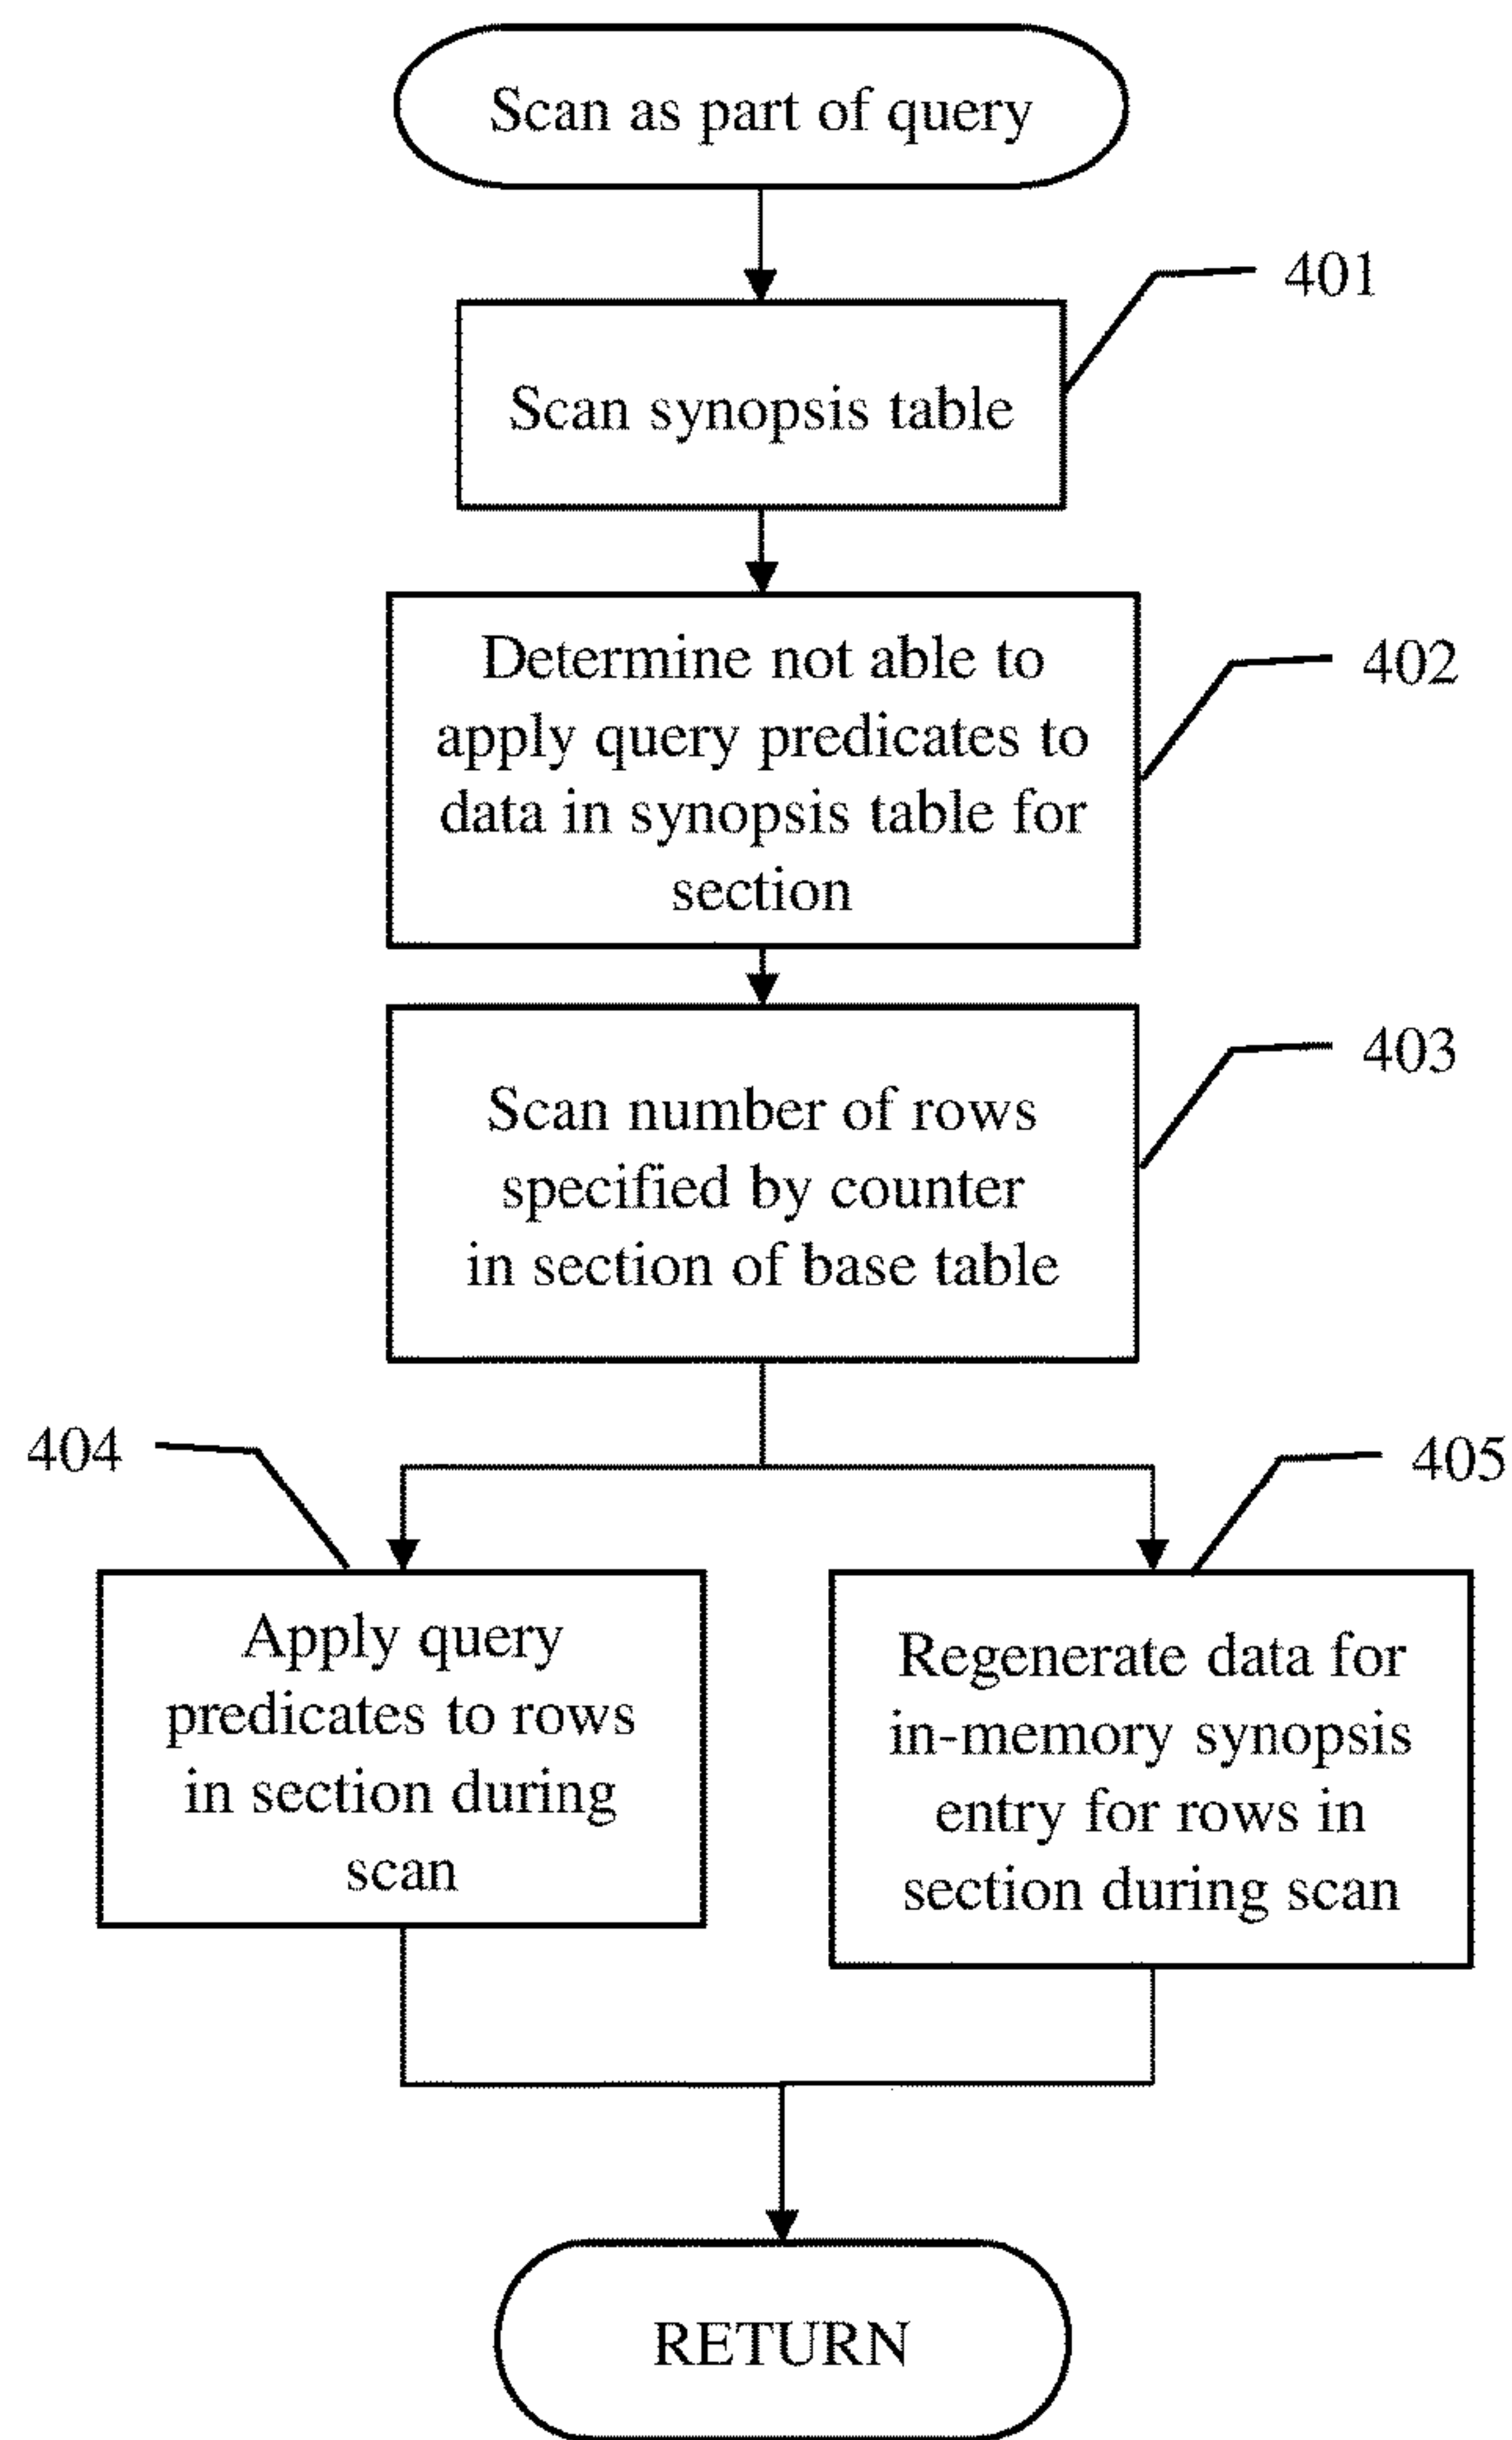 Scan as part of query
401
Scan synopsis table
402
Determine not able to
apply query predicates to
data in synopsis table for
section
403
Scan number of rows
specified by counter
in section of base table
404
405
Apply query
predicates to rows
in section during
scan
Regenerate data for
in-memory synopsis
entry for rows in
section during scan
RETURN